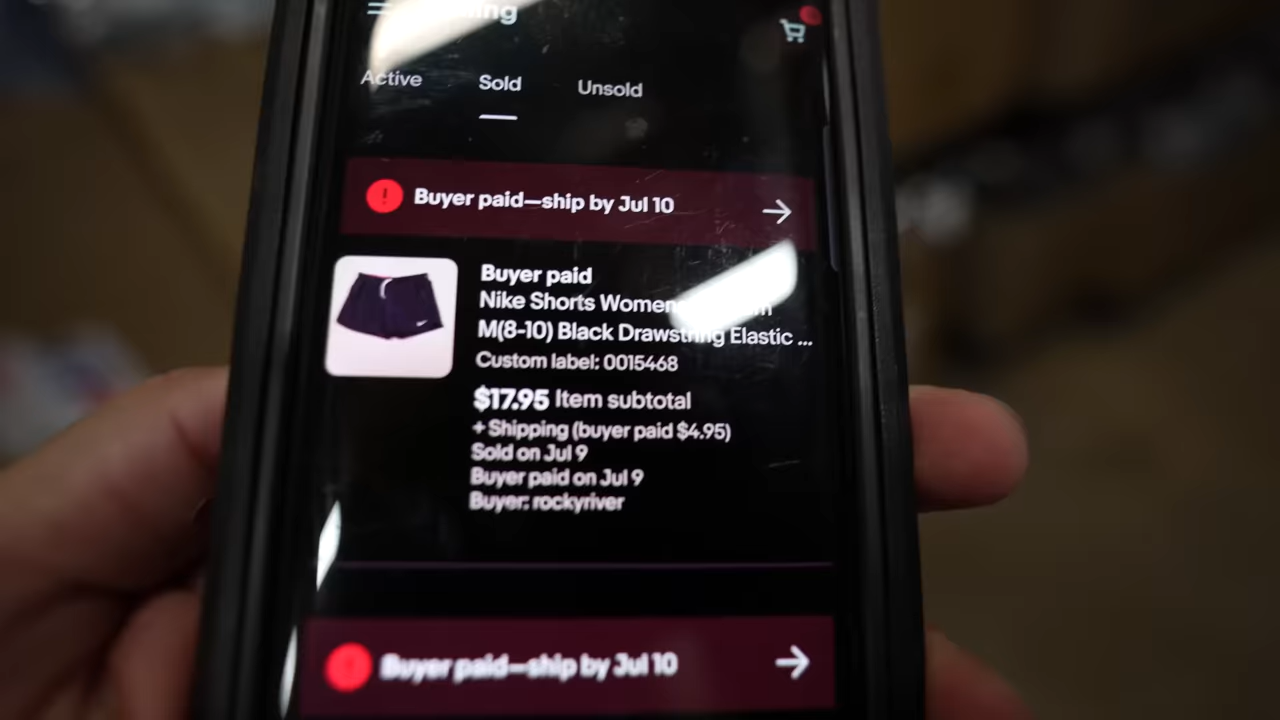 Active Sold Unsold
Buyer paid—ship by Jul 10
Buyer paid
Nike Shorts
M(8-10) Black Drawstring Elastic ...
Custom label: 0015468
$17.95 Item subtotal
+ Shipping (buyer paid $4.95)
Sold on Jul 9
Buyer paid on Jul 9
Buyer: rockyriver
Buyer paid—ship by Jul 10